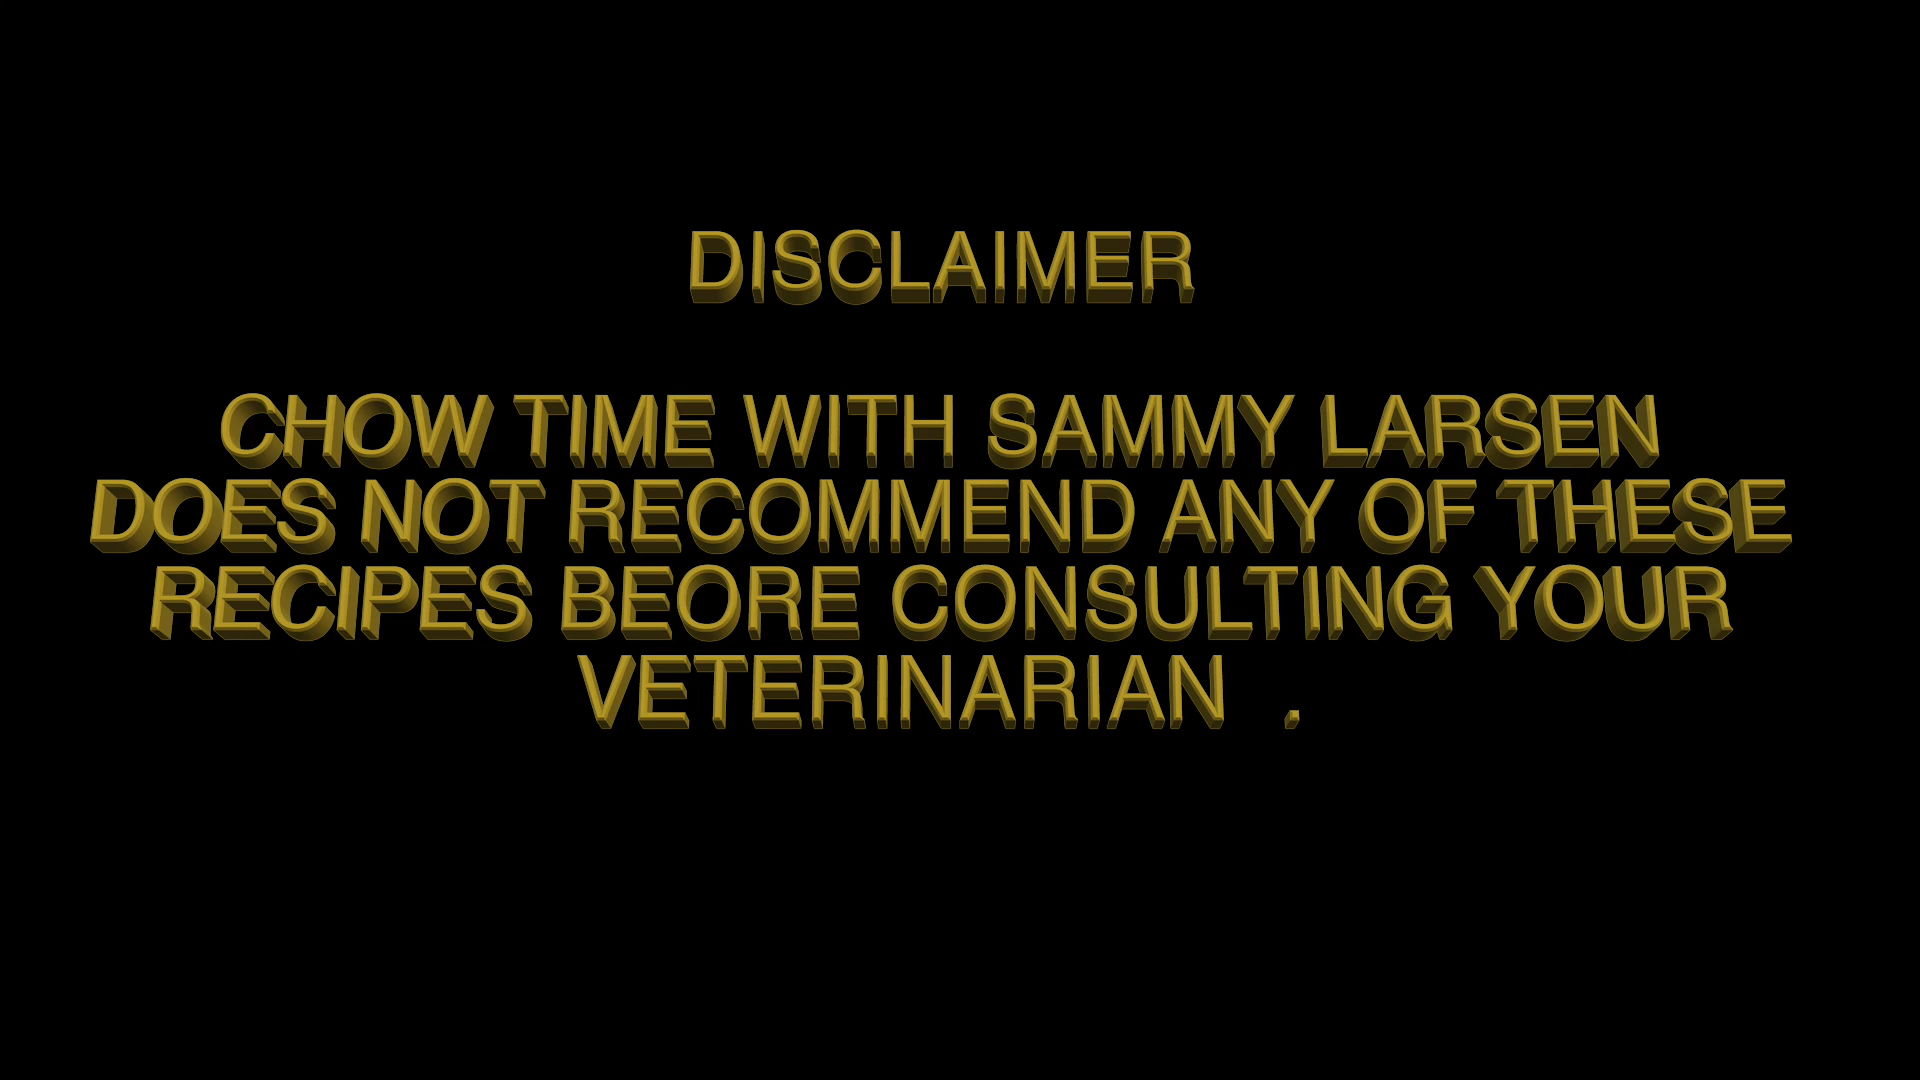 DISCLAIMER
CHOW TIME WITH SAMMY LARSEN
DOES NOT RECOMMEND ANY OF THESE
RECIPES BEORE CONSULTING YOUR
VETERINARIAN .